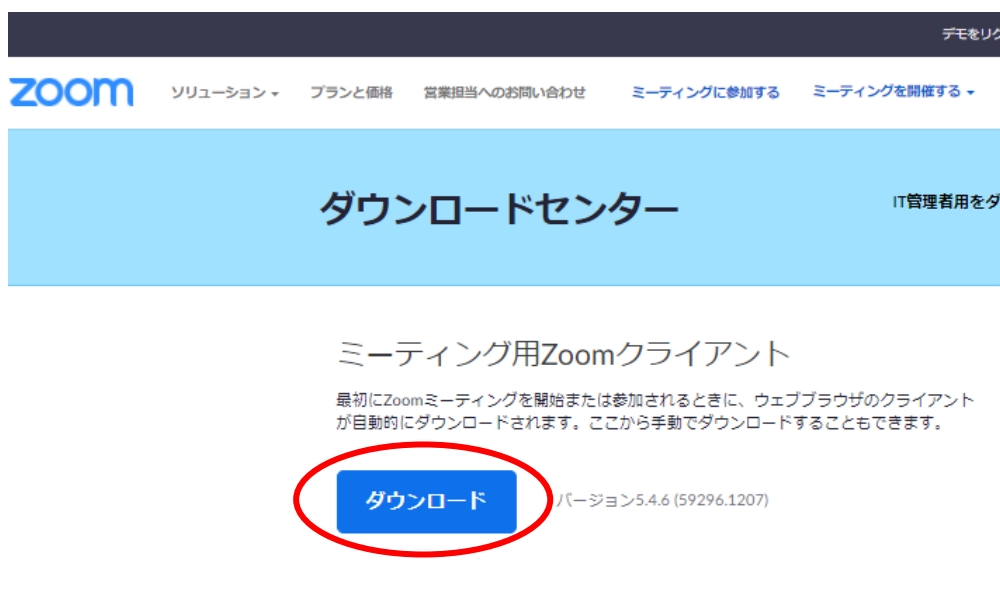 デモをリク
zoom ソリューション プランと価格 営業担当へのお問い合わせ ミーティングに参加する ミーティングを開催する
ダウンロードセンター
IT管理者用をダ
ミーティング用Zoomクライアント
最初にZoomミーティングを開始または参加されるときに、ウェブブラウザのクライアント
が自動的にダウンロードされます。ここから手動でダウンロードすることもできます。
ダウンロード バージョン5.4.6 (59296.1207)